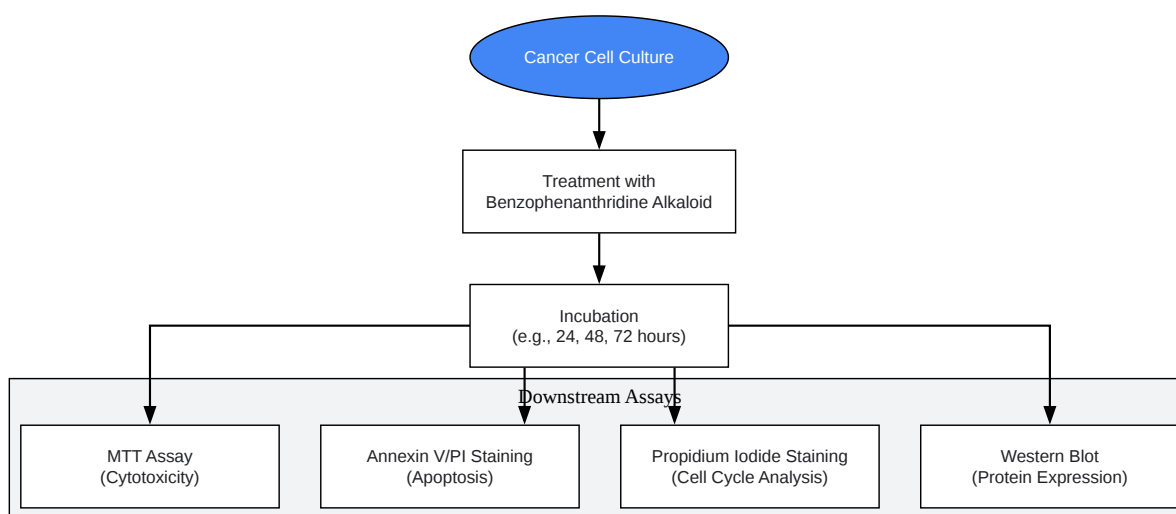 Cancer Cell Culture
Treatment with
Benzophenanthridine Alkaloid
Incubation
(e.g., 24, 48, 72 hours)
Downstream Assays
MTT Assay
(Cytotoxicity)
Annexin V/PI Staining
(Apoptosis)
Propidium Iodide Staining
(Cell Cycle Analysis)
Western Blot
(Protein Expression)